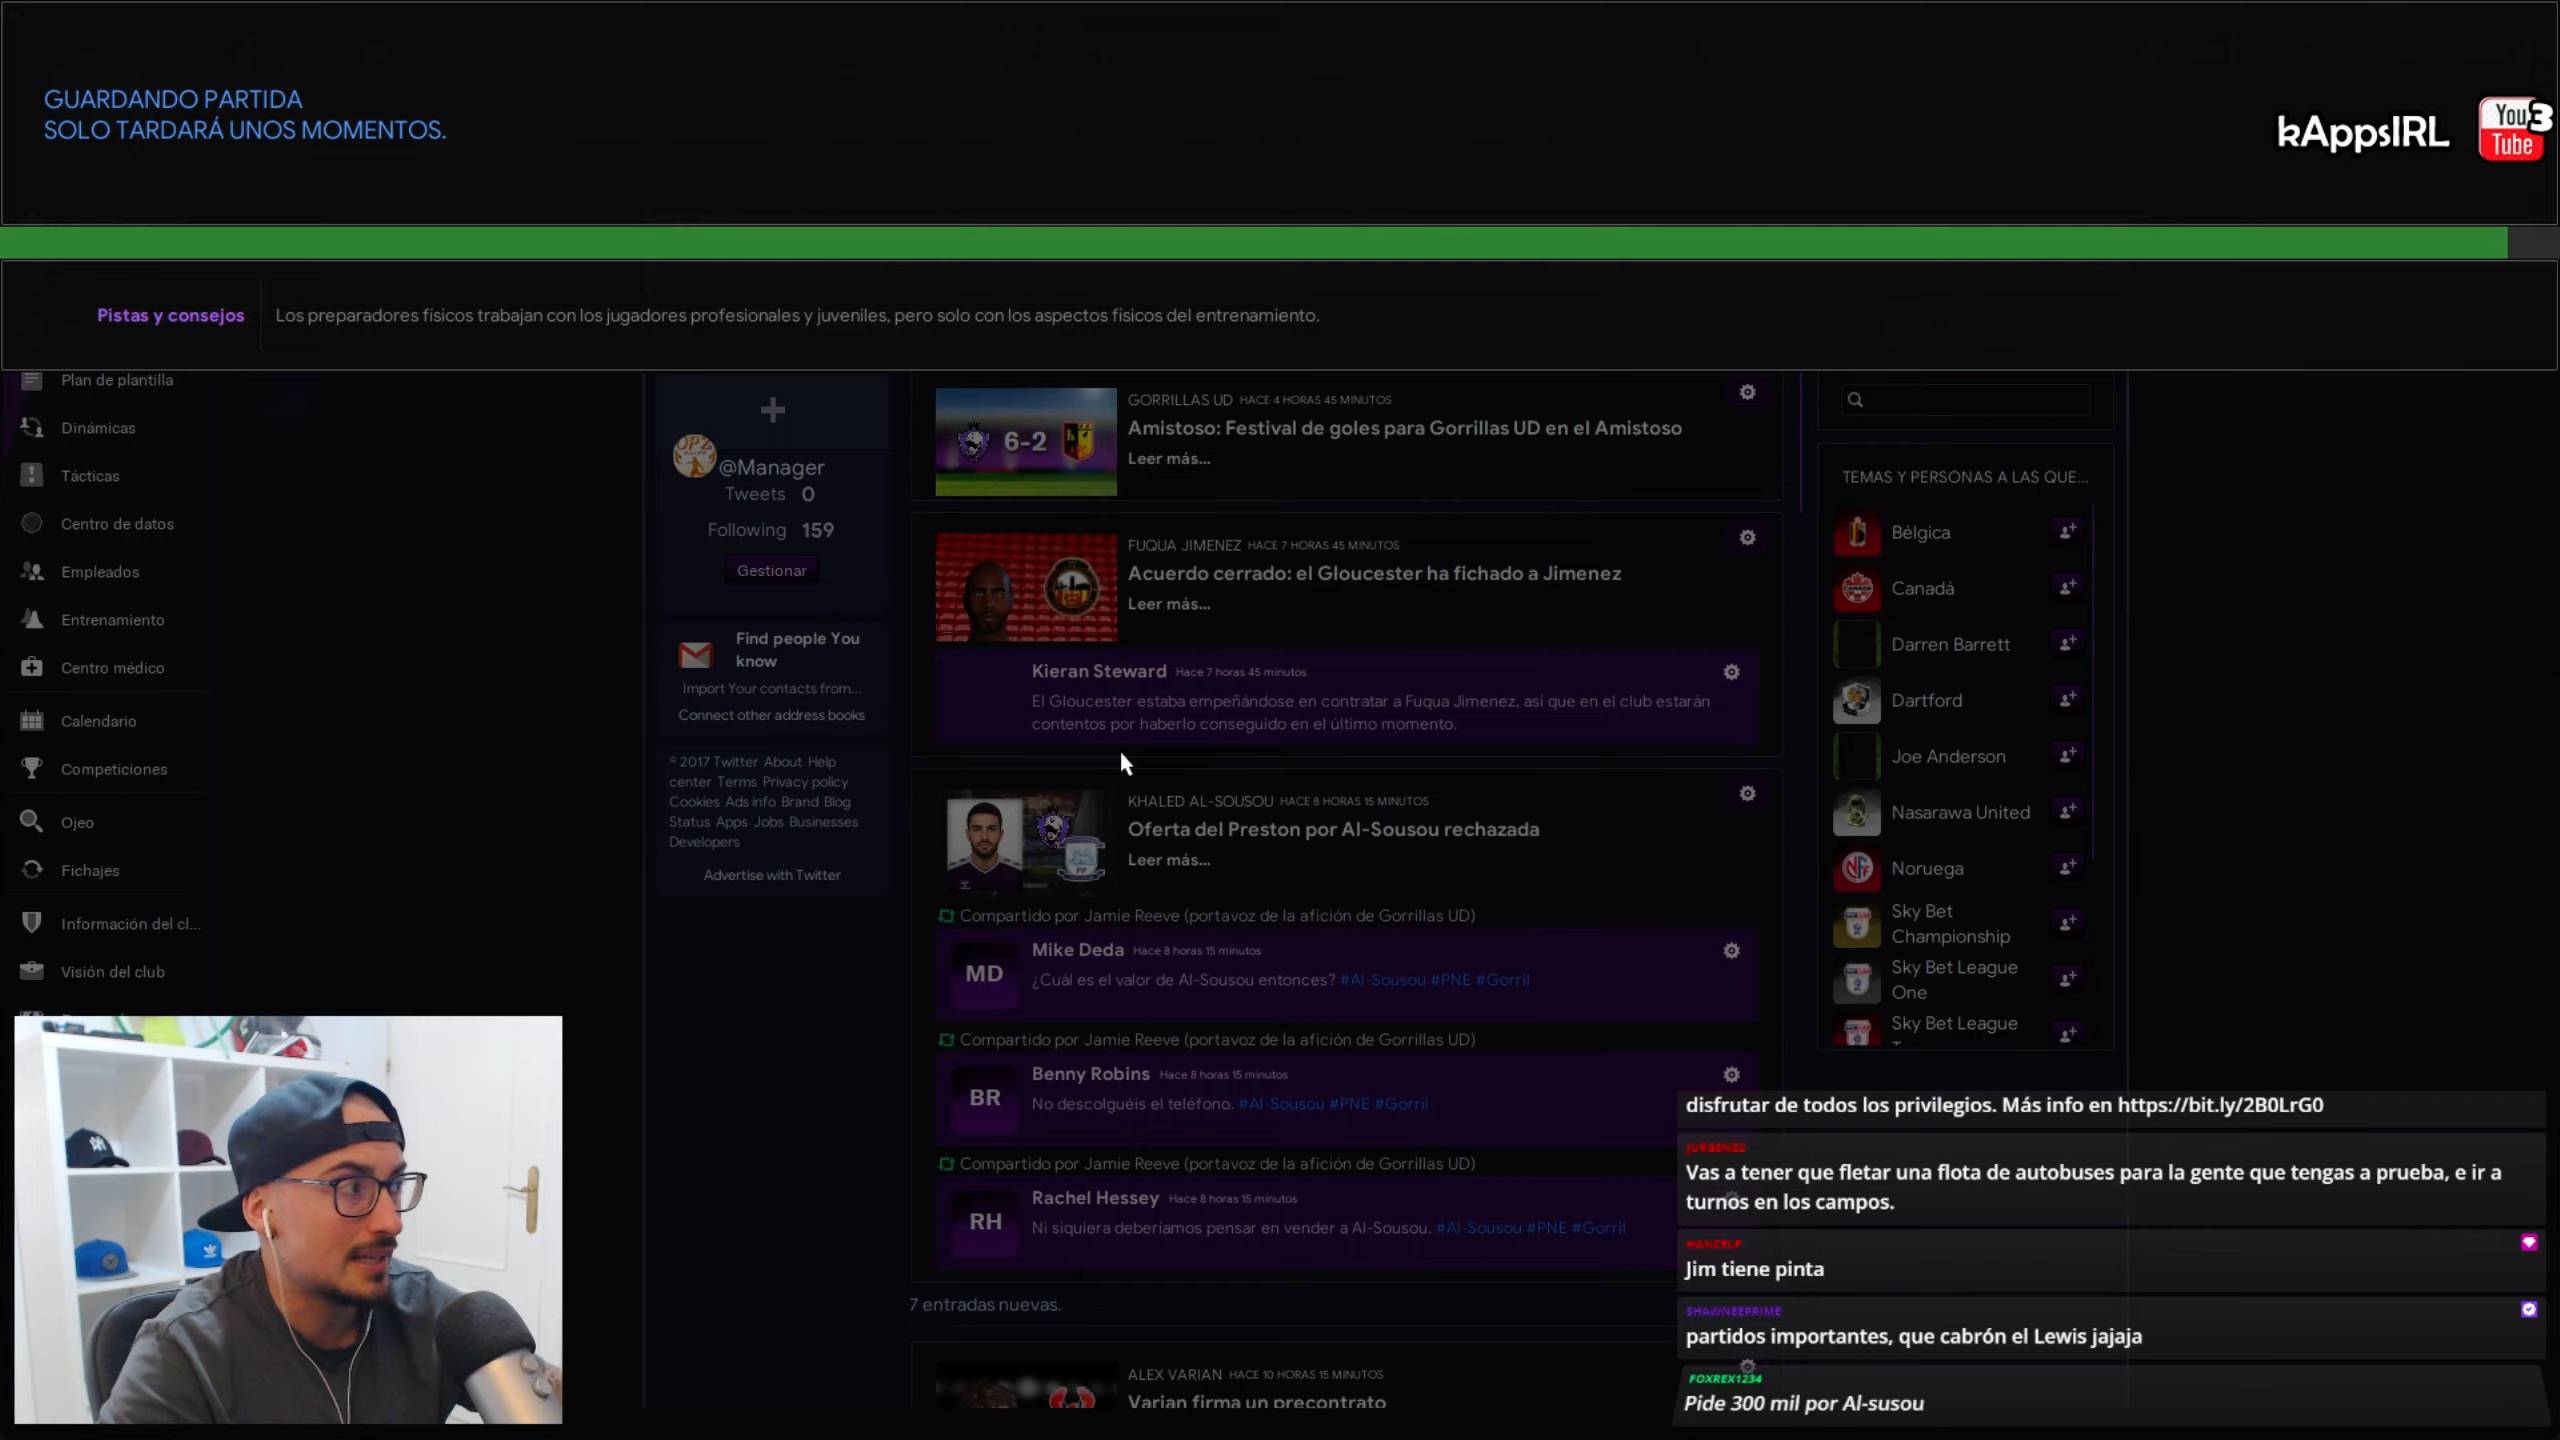 GUARDANDO PARTIDA
SOLO TARDARÁ UNOS MOMENTOS.
kAppsIRL
You3
Tube
Pistas y consejos
Los preparadores físicos trabajan con los jugadores profesionales y juveniles, pero solo con los aspectos físicos del entrenamiento.
Plan de plantilla
Dinámicas
Tácticas
Centro de datos
Empleados
Entrenamiento
Centro médico
Calendario
Competiciones
Ojeo
Fichajes
Información del cl...
Visión del club
@Manager
Tweets 0
Following 159
Gestionar
Find people You
know
Import Your contacts from...
Connect other address books
© 2017 Twitter About Help
center Terms Privacy policy
Cookies Ads info Brand Blog
Status Apps Jobs Businesses
Developers
Advertise with Twitter
6-2
GORRILLAS UD HACE 4 HORAS 45 MINUTOS
Amistoso: Festival de goles para Gorrillas UD en el Amistoso
Leer más...
FUQUA JIMENEZ HACE 7 HORAS 45 MINUTOS
Acuerdo cerrado: el Gloucester ha fichado a Jimenez
Leer más...
Kieran Steward Hace 7 horas 45 minutos
El Gloucester estaba empeñándose en contratar a Fuqua Jimenez, así que en el club estarán
contentos por haberlo conseguido en el último momento.
KHALED AL-SOUSOU HACE 8 HORAS 15 MINUTOS
Oferta del Preston por Al-Sousou rechazada
Leer más...
Compartido por Jamie Reeve (portavoz de la afición de Gorrillas UD)
MD
Mike Deda Hace 8 horas 15 minutos
¿Cuál es el valor de Al-Sousou entonces? #Al-Sousou #PNE #Gorril
Compartido por Jamie Reeve (portavoz de la afición de Gorrillas UD)
BR
Benny Robins Hace 8 horas 15 minutos
No descolguéis el teléfono. #Al-Sousou #PNE #Gorril
Compartido por Jamie Reeve (portavoz de la afición de Gorrillas UD)
RH
Rachel Hessey Hace 8 horas 15 minutos
Ni siquiera deberíamos pensar en vender a Al-Sousou. #Al-Sousou #PNE #Gorril
7 entradas nuevas.
ALEX VARIAN HACE 10 HORAS 15 MINUTOS
Varian firma un precontrato
TEMAS Y PERSONAS A LAS QUE...
Bélgica
Canadá
Darren Barrett
Dartford
Joe Anderson
Nasarawa United
Noruega
Sky Bet
Championship
Sky Bet League
One
Sky Bet League
disfrutar de todos los privilegios. Más info en https://bit.ly/2B0LrG0
Vas a tener que fletar una flota de autobuses para la gente que tengas a prueba, e ir a
turnos en los campos.
Jim tiene pinta
SHAWNEEPRIME
partidos importantes, que cabrón el Lewis jajaja
FOXREX1234
Pide 300 mil por Al-susou